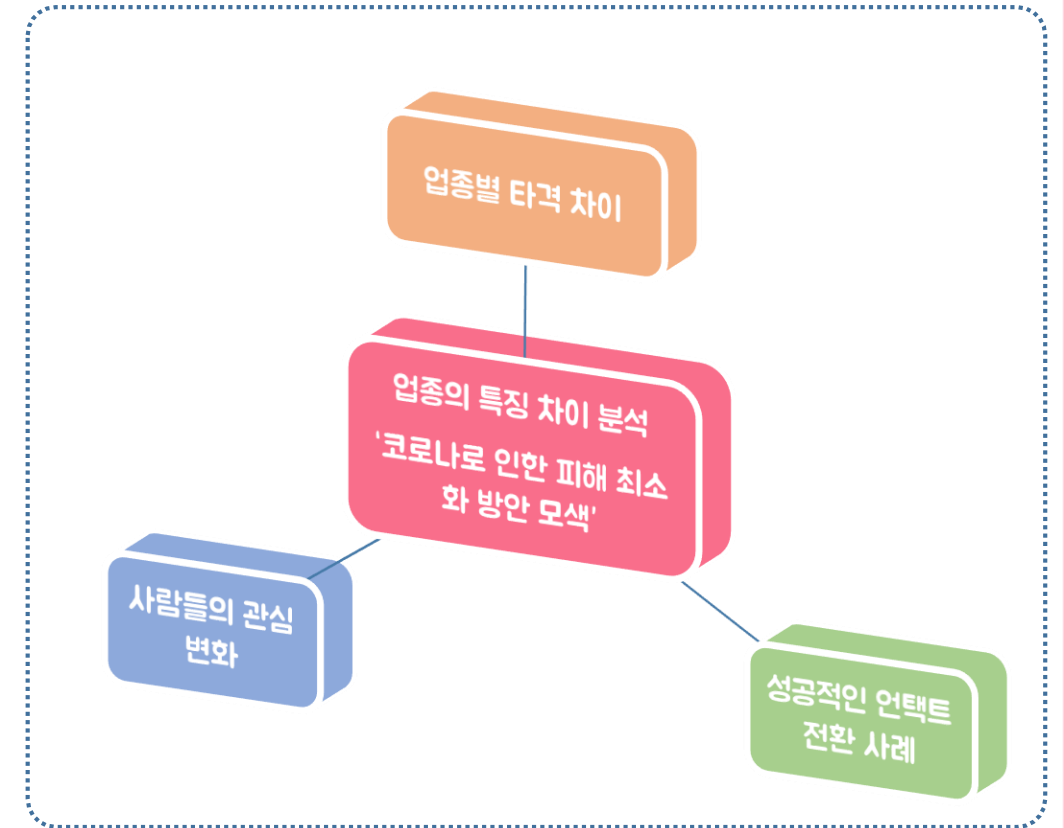 업종별 타격 차이
업종의 특징 차이 분석
‘코로나로 인한 피해 최소
화 방안 모색’
사람들의 관심
변화
성공적인 언택트
전환 사례